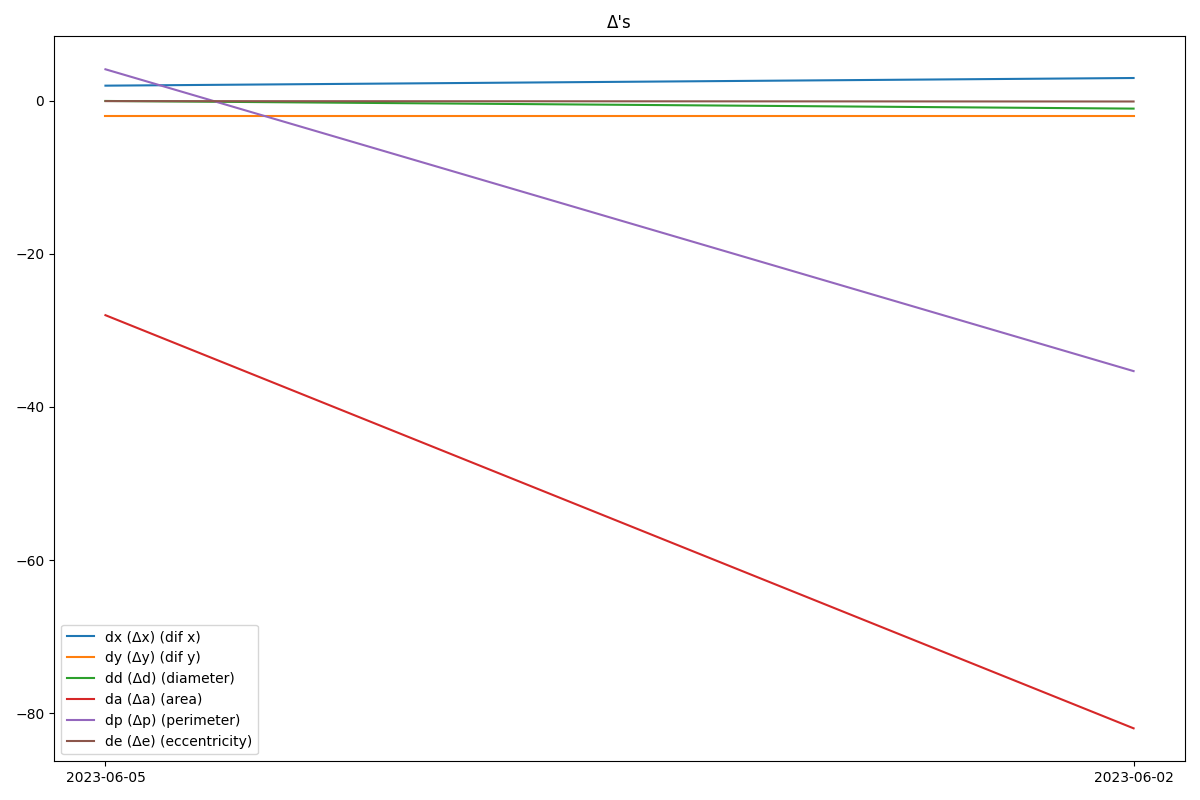 Δ's
0
−20
−40
−60
−80
dx (Δx) (dif x)
dy (Δy) (dif y)
dd (Δd) (diameter)
da (Δa) (area)
dp (Δp) (perimeter)
de (Δe) (eccentricity)
2023-06-05
2023-06-02